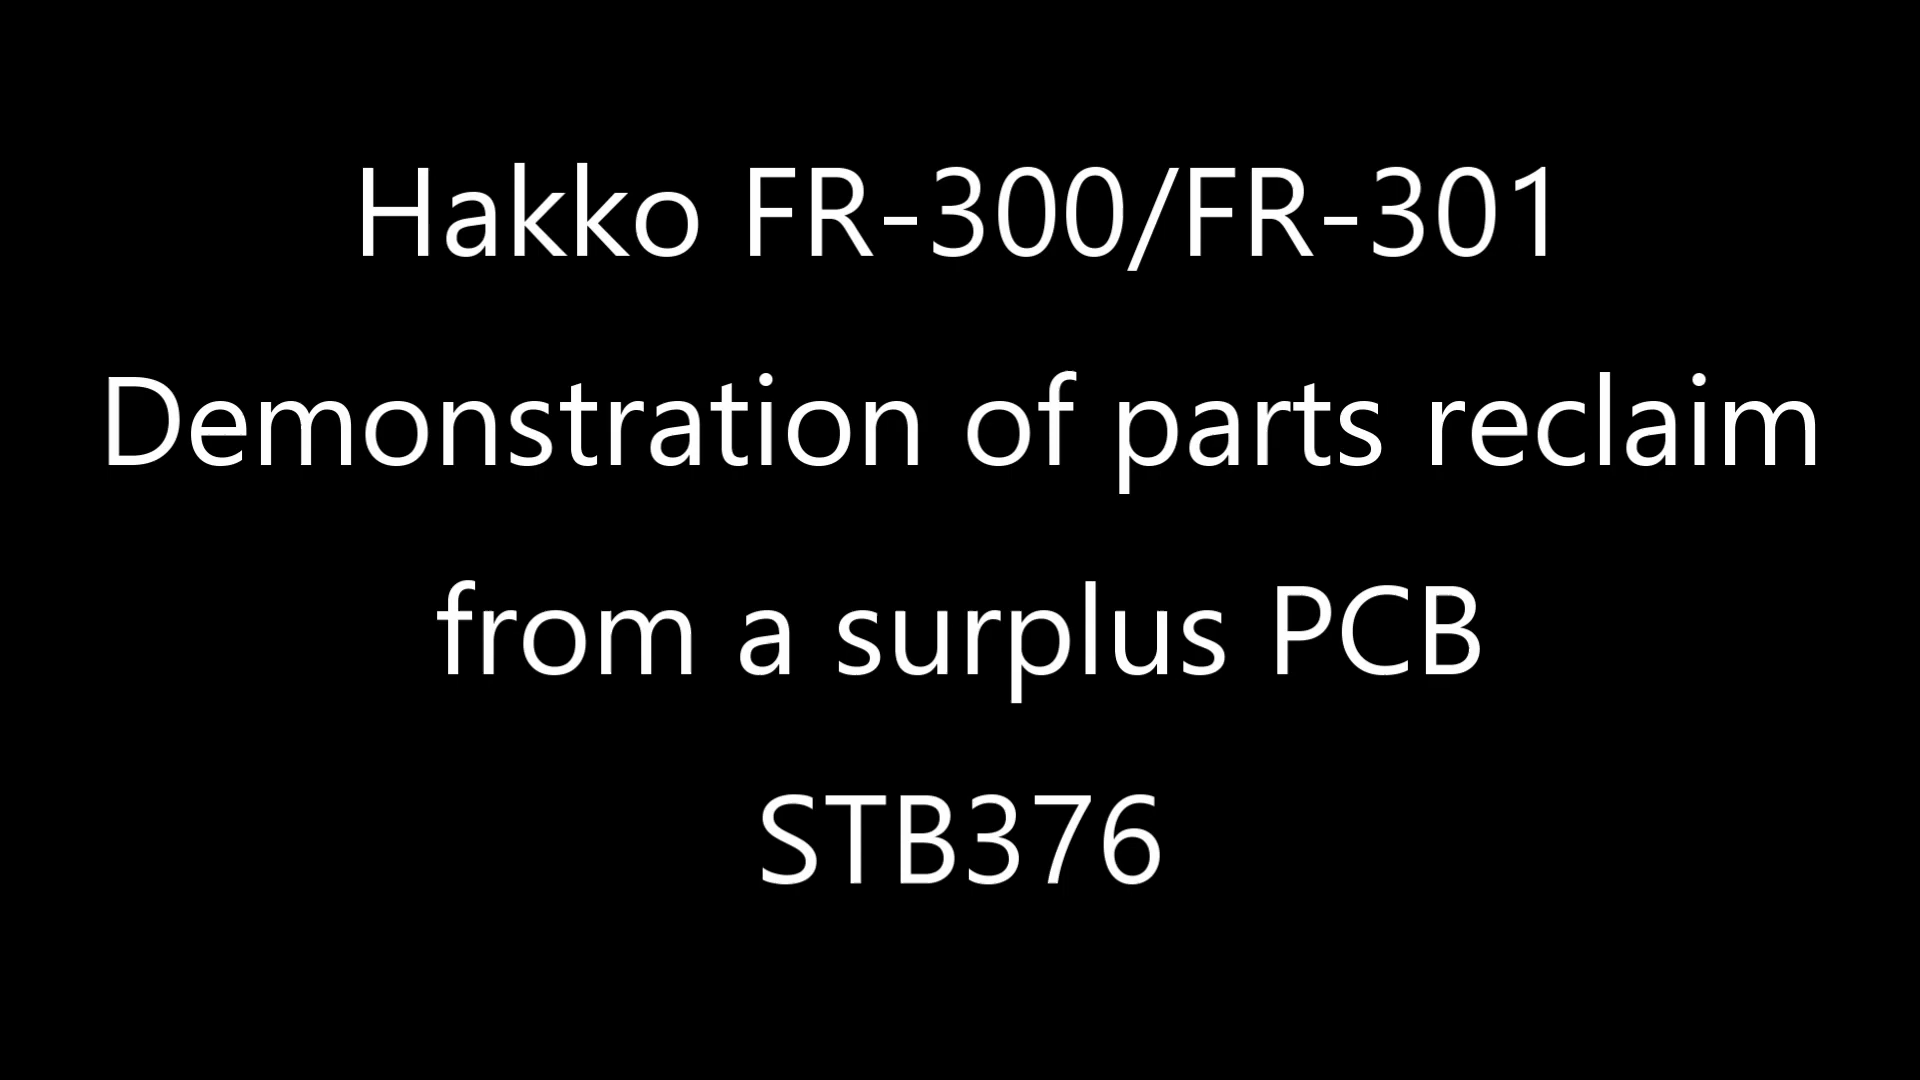 Hakko FR-300/FR-301
Demonstration of parts reclaim
from a surplus PCB
STB376